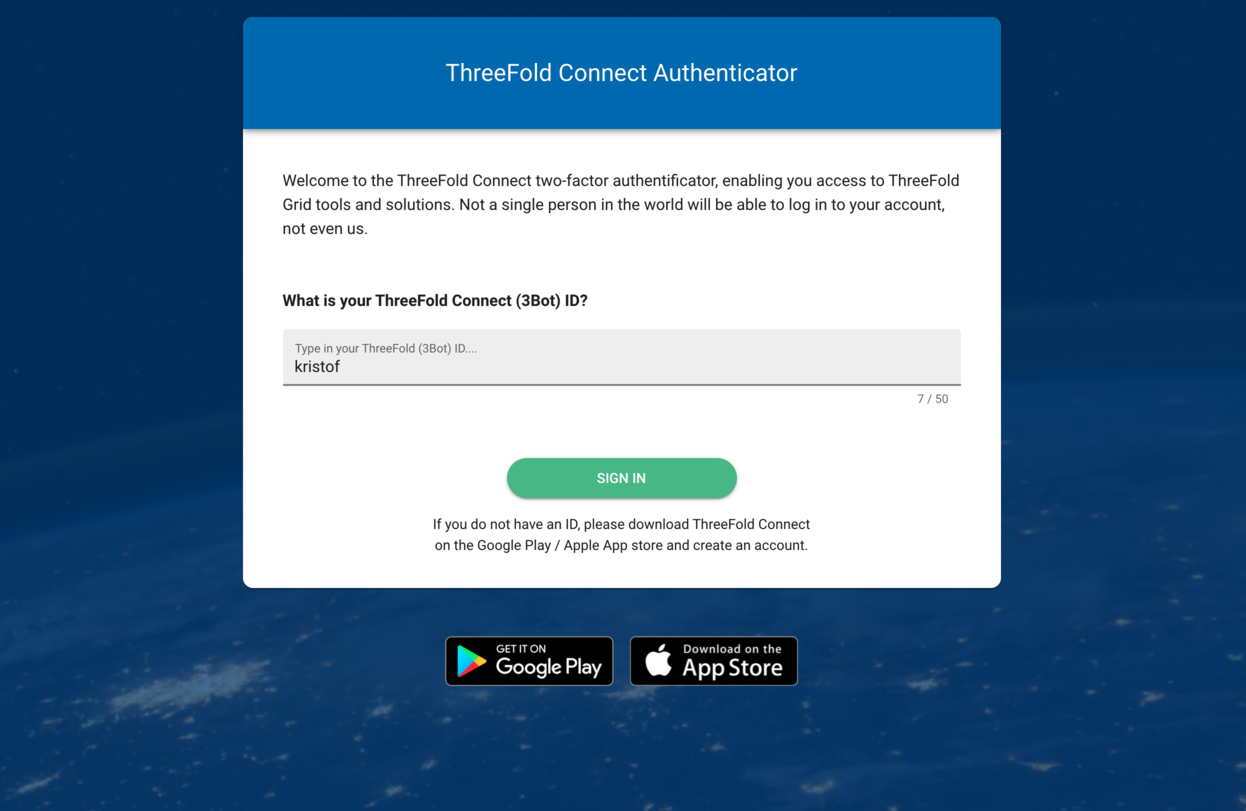 ThreeFold Connect Authenticator
Welcome to the ThreeFold Connect two-factor authentificator, enabling you access to ThreeFold
Grid tools and solutions. Not a single person in the world will be able to log in to your account,
not even us.
What is your ThreeFold Connect (3Bot) ID?
Type in your ThreeFold (3Bot) ID....
kristof
7 / 50
SIGN IN
If you do not have an ID, please download ThreeFold Connect
on the Google Play / Apple App store and create an account.
GET IT ON
Google Play
Download on the
App Store